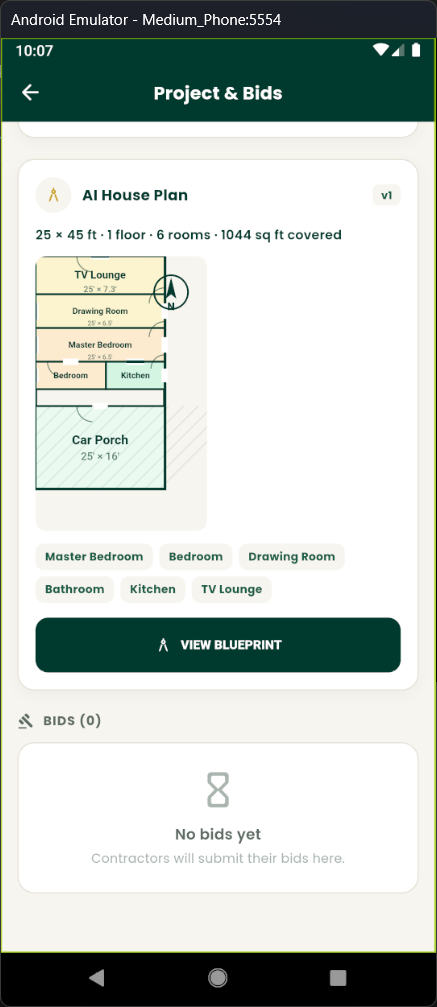 Android Emulator - Medium_Phone:5554
10:07
Project & Bids
AI House Plan
v1
25 × 45 ft · 1 floor · 6 rooms · 1044 sq ft covered
TV Lounge
25' × 7.3'
N
Drawing Room
25' × 6.5'
Master Bedroom
25' × 6.5'
Bedroom
Kitchen
Car Porch
25' × 16'
Master Bedroom
Bedroom
Drawing Room
Bathroom
Kitchen
TV Lounge
VIEW BLUEPRINT
BIDS (0)
No bids yet
Contractors will submit their bids here.